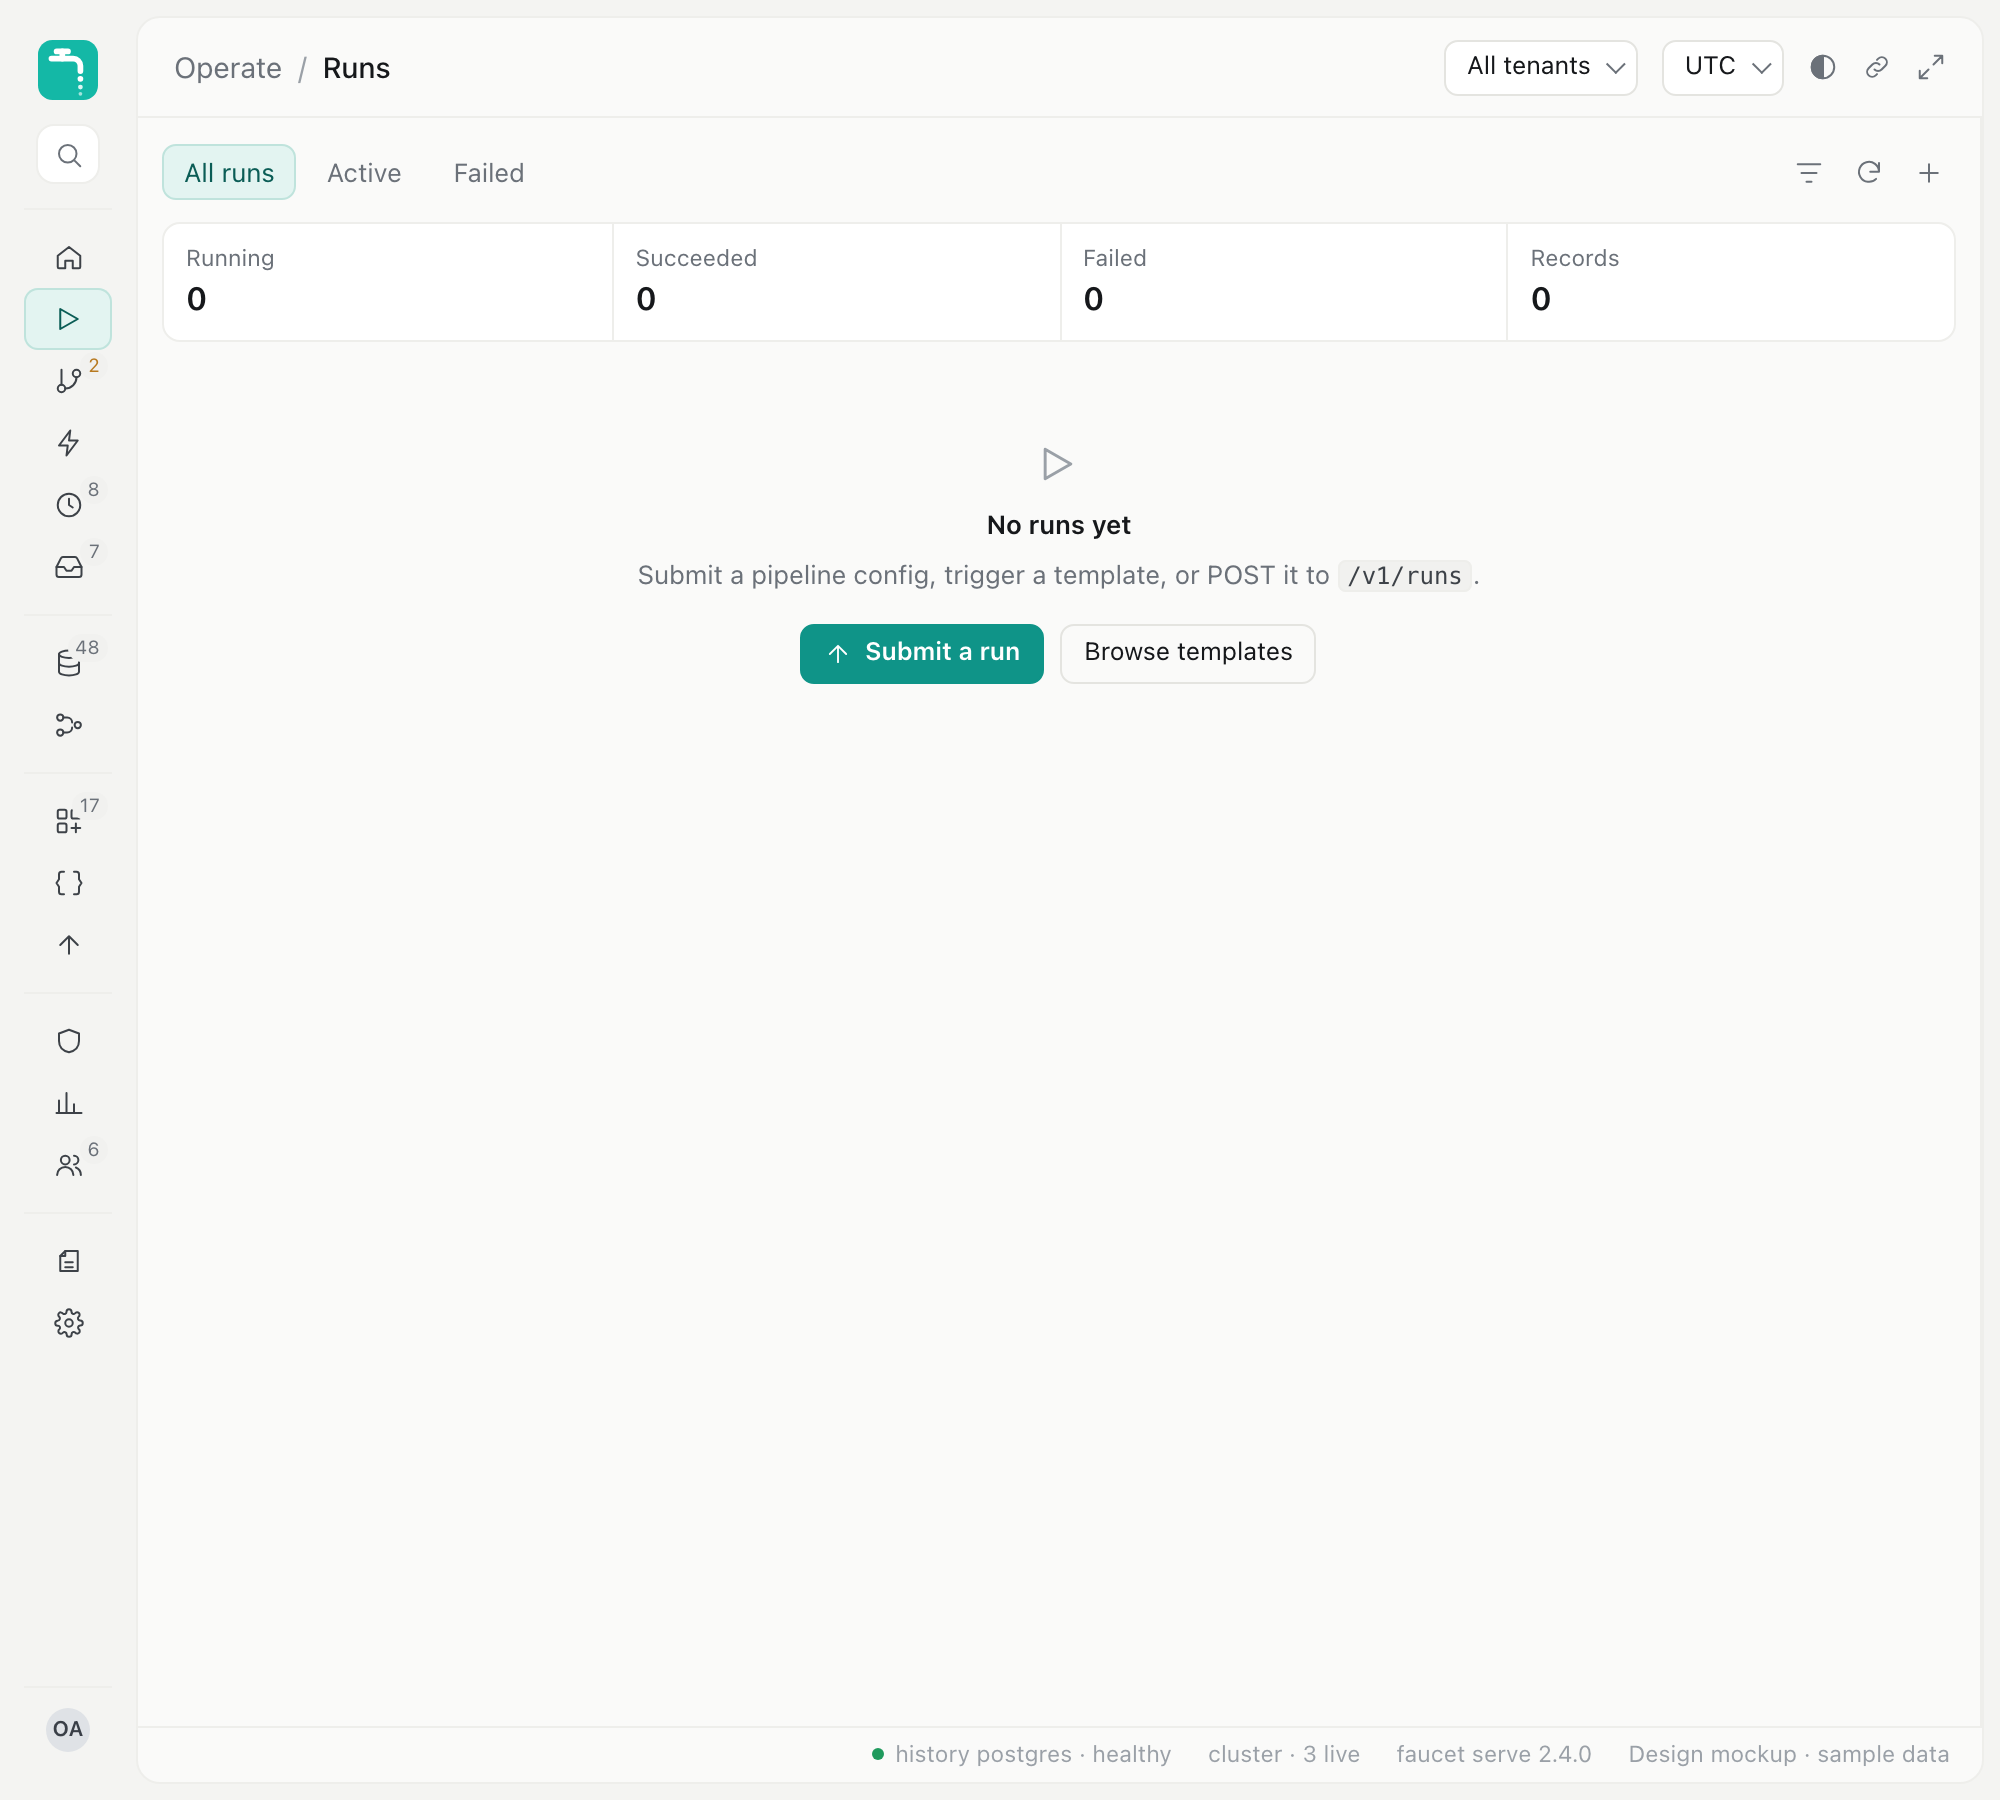 Operate / Runs
All tenants
UTC
All runs
Active
Failed
Running
0
Succeeded
0
Failed
0
Records
0
2
8
7
48
17
6
No runs yet
Submit a pipeline config, trigger a template, or POST it to /v1/runs.
Submit a run
Browse templates
OA
history postgres · healthy
cluster · 3 live
faucet serve 2.4.0
Design mockup · sample data